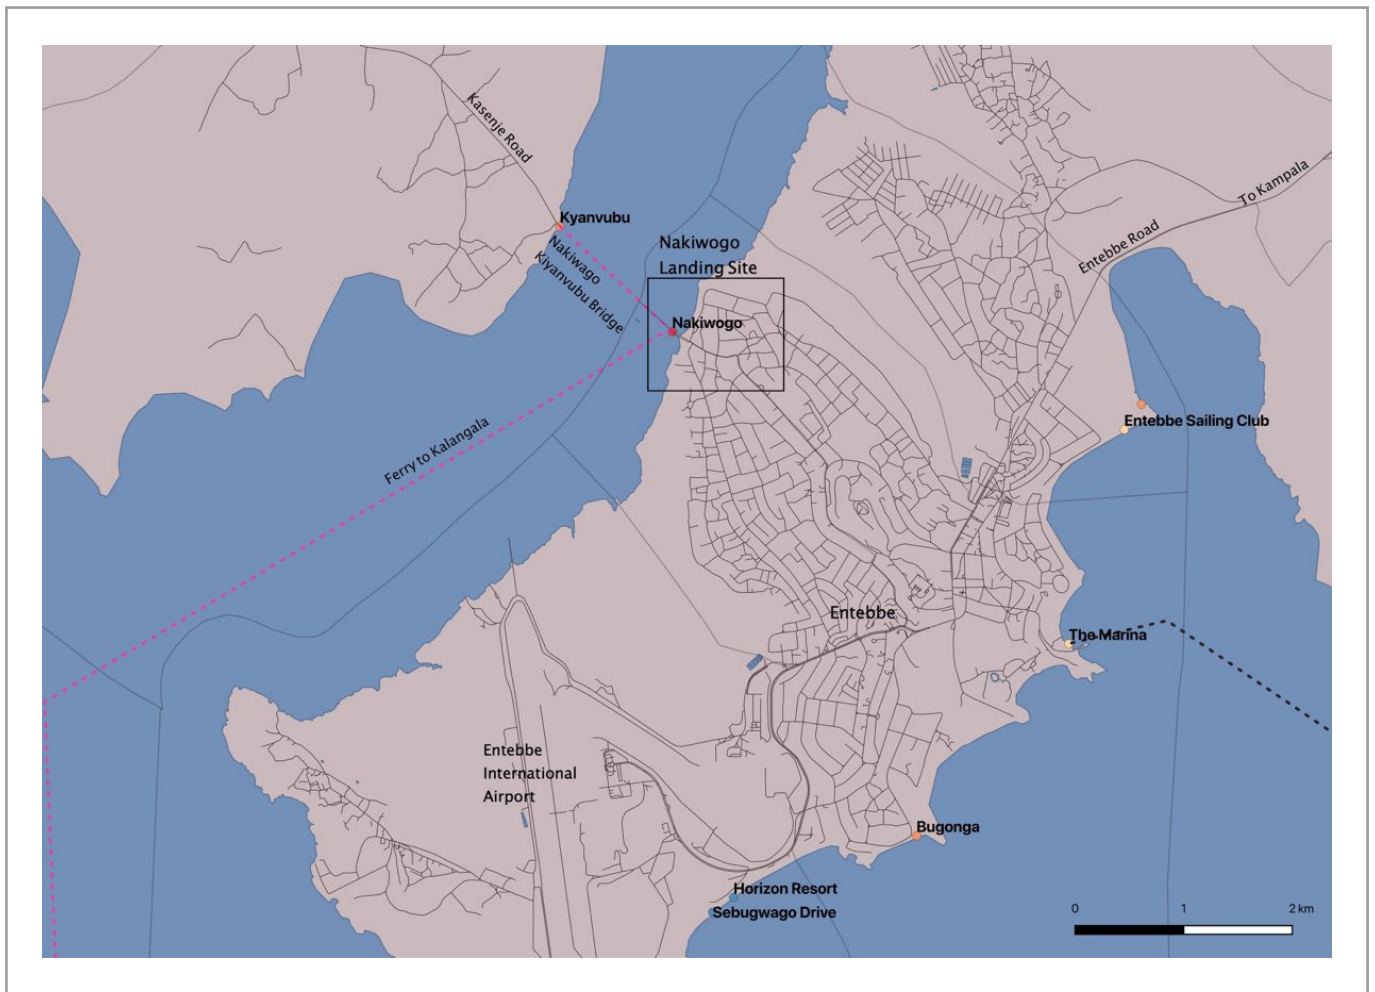 Kasenje Road
To Kampala
Kyanvubu
Entebbe Road
Nakiwago
Kiyanvubu Bridge
Nakiwogo
Landing Site
Nakiwogo
Ferry to Kalangala
Entebbe Sailing Club
Entebbe
The Marina
Entebbe
International
Airport
Bugonga
Horizon Resort
Sebugwago Drive
0 1 2 km